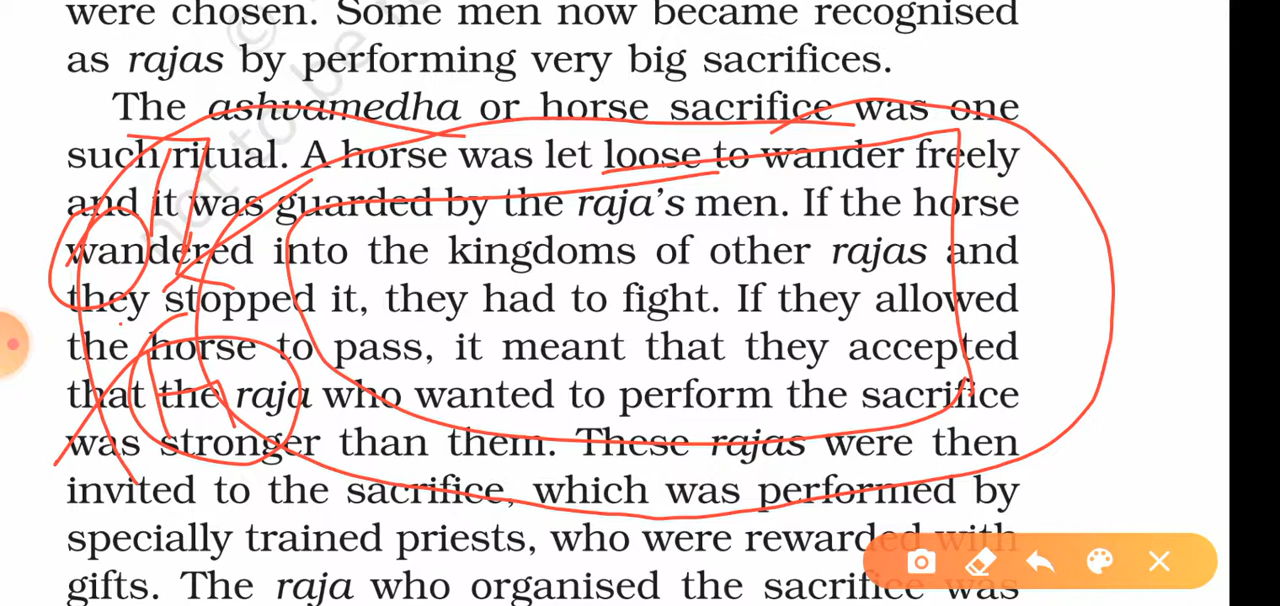 were chosen. Some men now became recognised
as rajas by performing very big sacrifices.
The ashvamedha or horse sacrifice was one
such ritual. A horse was let loose to wander freely
and it was guarded by the raja's men. If the horse
wandered into the kingdoms of other rajas and
they stopped it, they had to fight. If they allowed
the horse to pass, it meant that they accepted
that the raja who wanted to perform the sacrifice
was stronger than them. These rajas were then
invited to the sacrifice, which was performed by
specially trained priests, who were rewarded with
gifts. The raja who organised the sacrifice was
©
not to be